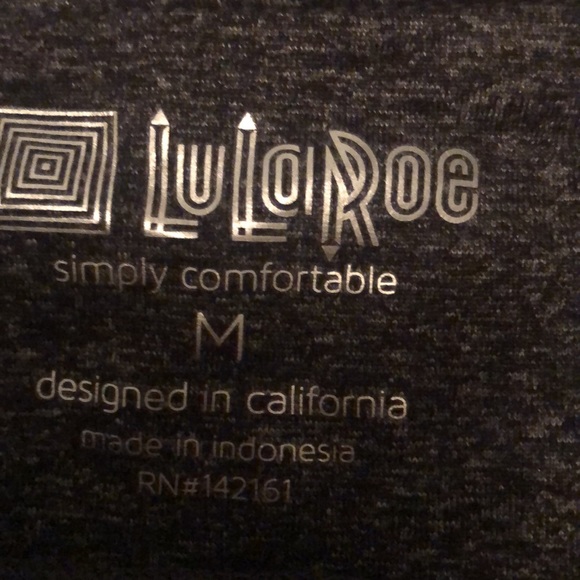 LuLaRoe
simply comfortable
M
designed in california
made in indonesia
RN#142161